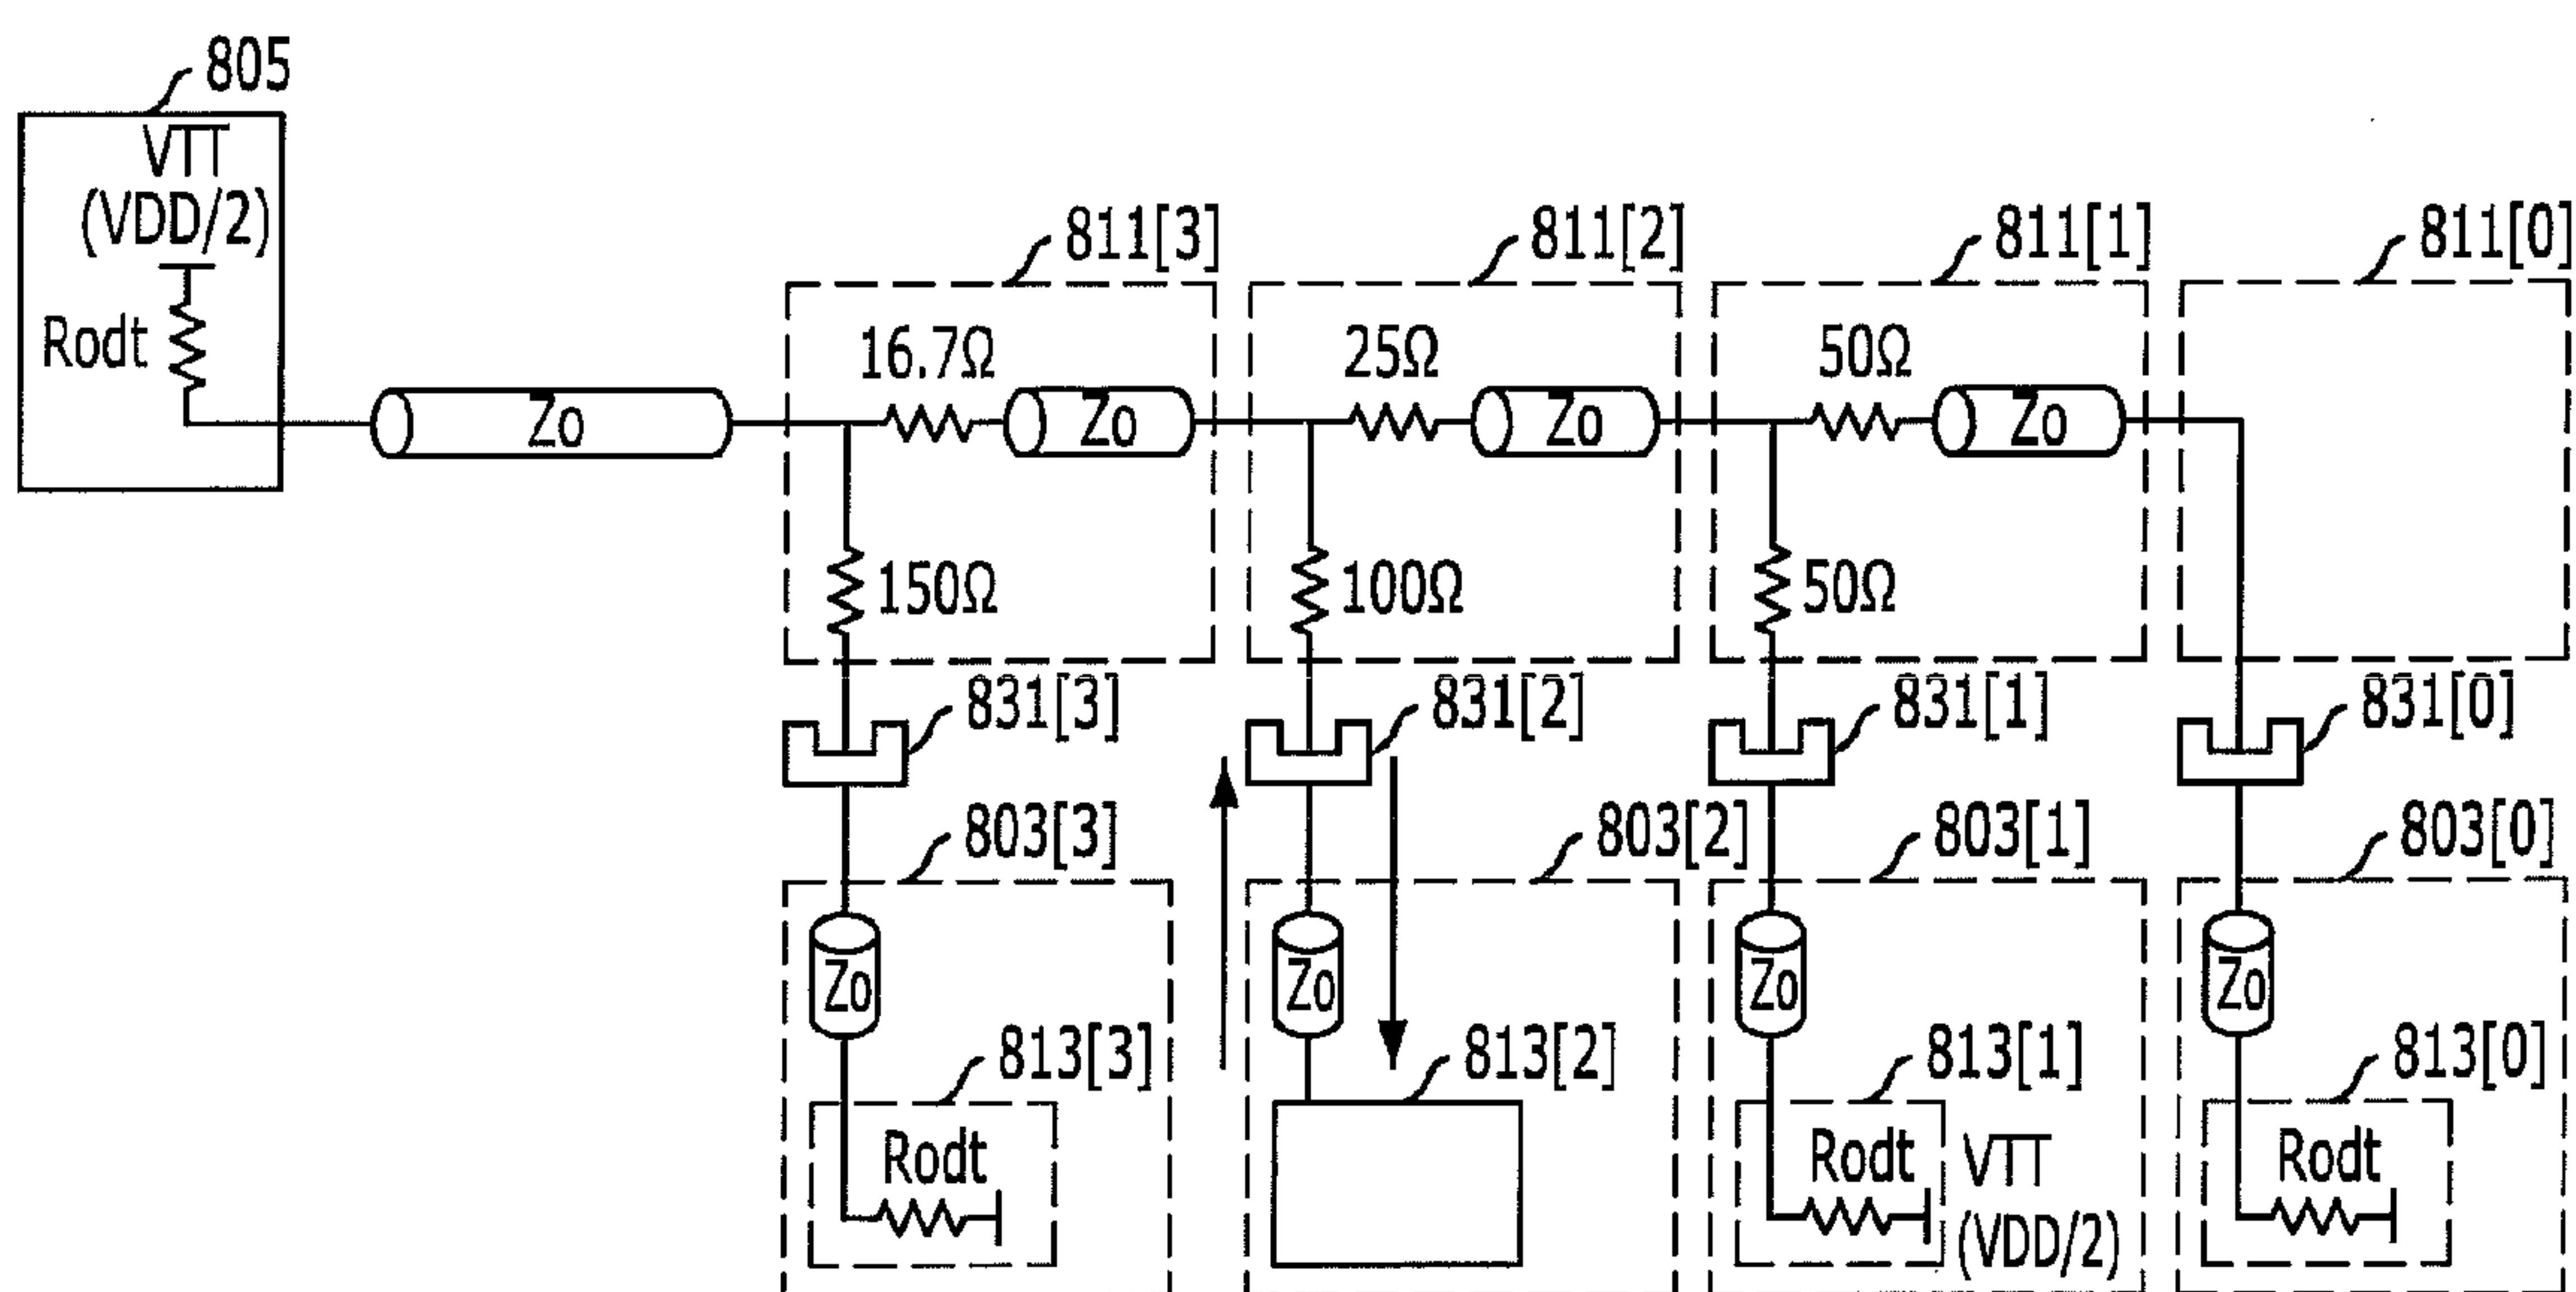 805
VTT
(VDD/2)
Rodt
Zo
811[3]
811[2]
811[1]
811[0]
16.7Ω
Zo
25Ω
Zo
50Ω
Zo
150Ω
100Ω
50Ω
831[3]
831[2]
831[1]
831[0]
803[3]
803[2]
803[1]
803[0]
Zo
Zo
Zo
Zo
813[3]
813[2]
813[1]
813[0]
Rodt
Rodt
VTT
(VDD/2)
Rodt